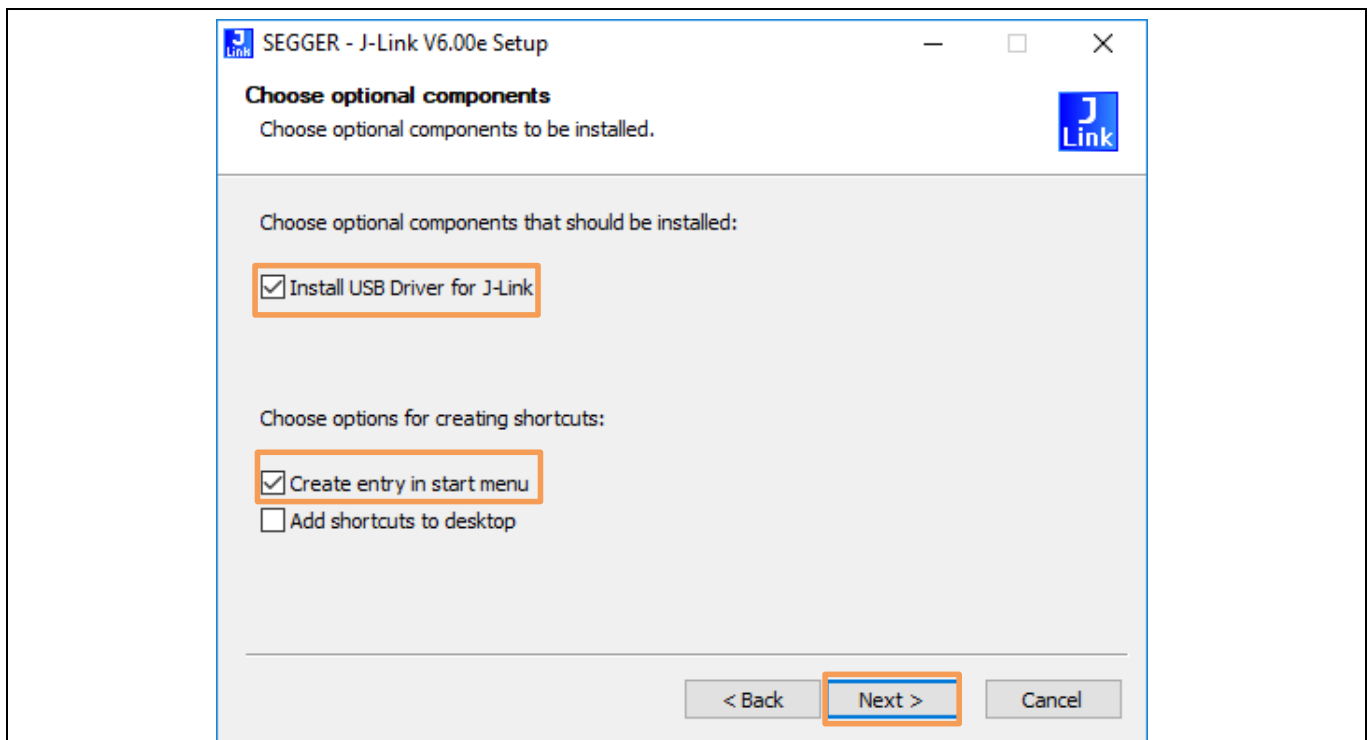 SEGGER - J-Link V6.00e Setup
Choose optional components
Choose optional components to be installed.
J
Link
Choose optional components that should be installed:
Install USB Driver for J-Link
Choose options for creating shortcuts:
Create entry in start menu
Add shortcuts to desktop
< Back Next > Cancel